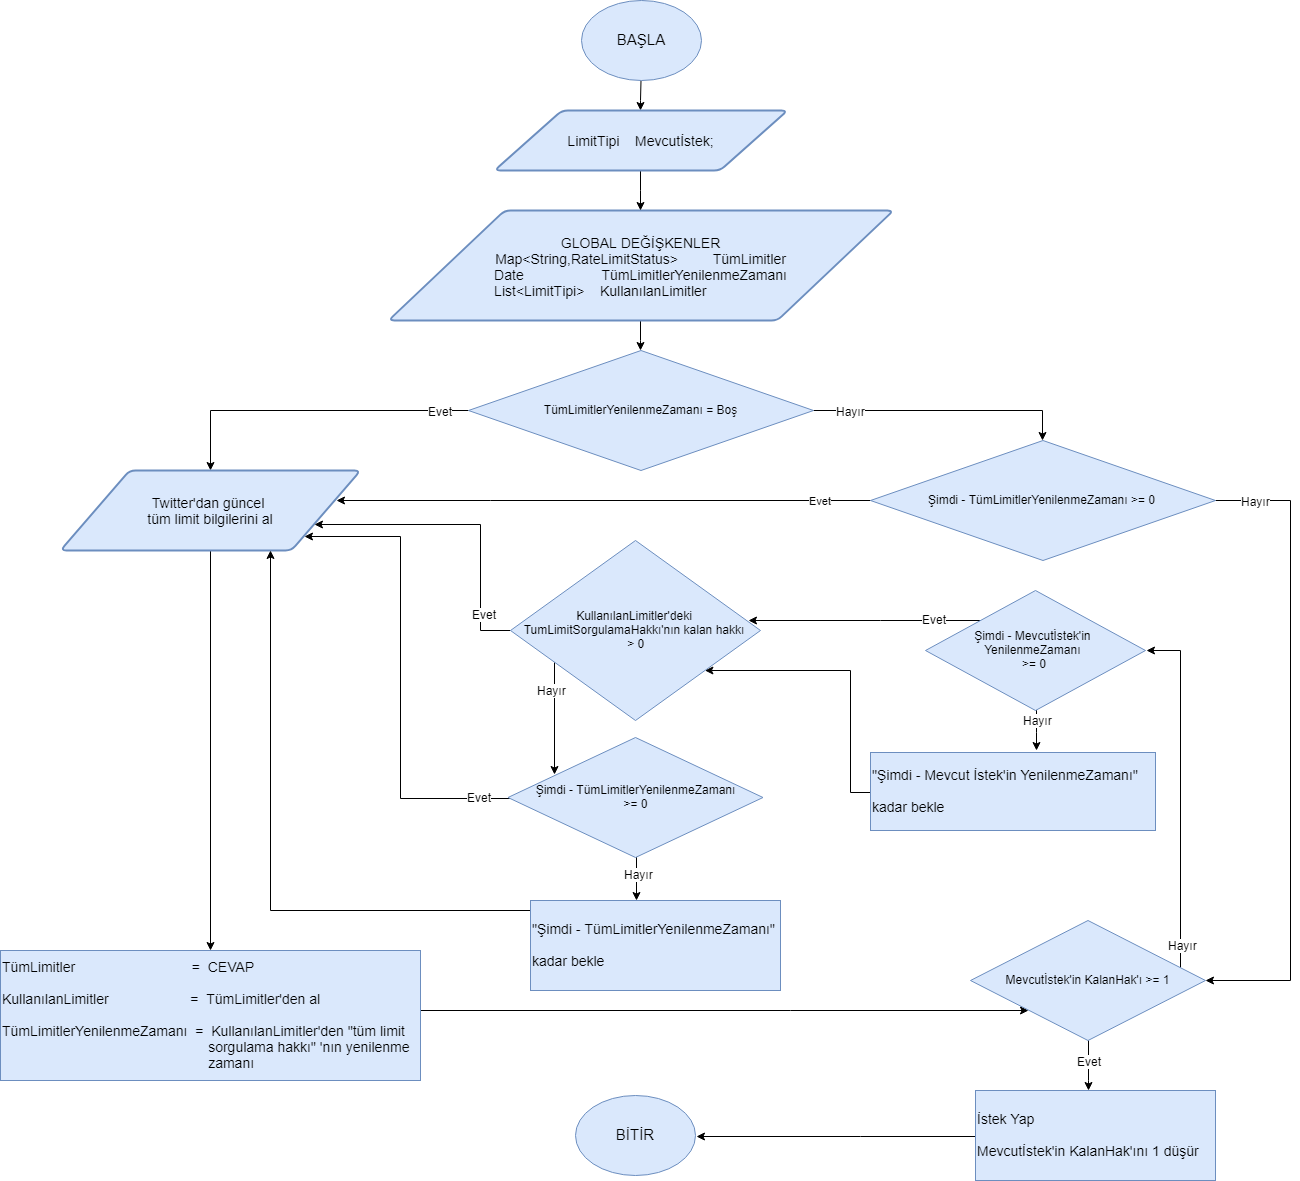 BAŞLA
LimitTipi Mevcutİstek;
GLOBAL DEĞİŞKENLER
Map<String,RateLimitStatus> TümLimitler
Date TümLimitlerYenilenmeZamanı
List<LimitTipi> KullanılanLimitler
TümLimitlerYenilenmeZamanı = Boş
Evet
Hayır
Twitter'dan güncel
tüm limit bilgilerini al
Şimdi - TümLimitlerYenilenmeZamanı >= 0
Evet
Hayır
KullanılanLimitler'deki
TumLimitSorgulamaHakkı'nın kalan hakkı
> 0
Evet
Hayır
Şimdi - Mevcutİstek'in
YenilenmeZamanı
>= 0
Evet
Hayır
"Şimdi - Mevcut İstek'in YenilenmeZamanı"
kadar bekle
Şimdi - TümLimitlerYenilenmeZamanı
>= 0
Evet
Hayır
"Şimdi - TümLimitlerYenilenmeZamanı"
kadar bekle
TümLimitler = CEVAP
KullanılanLimitler = TümLimitler'den al
TümLimitlerYenilenmeZamanı = KullanılanLimitler'den "tüm limit
sorgulama hakkı" 'nın yenilenme
zamanı
Hayır
Mevcutİstek'in KalanHak'ı >= 1
Evet
İstek Yap
Mevcutİstek'in KalanHak'ını 1 düşür
BİTİR